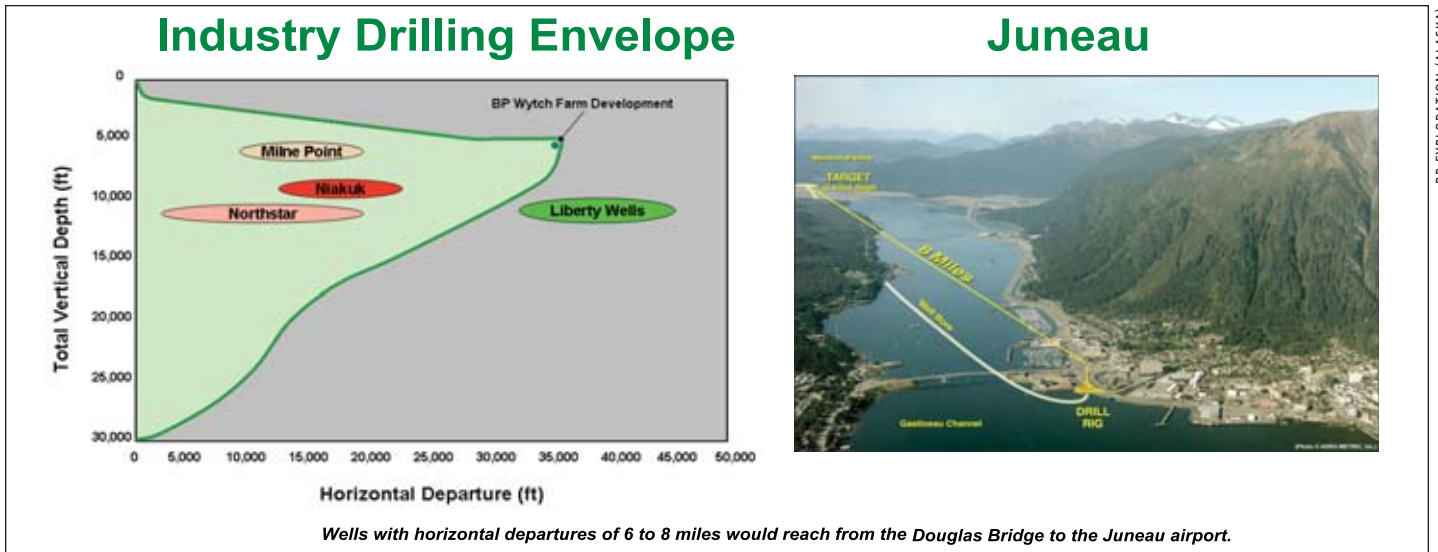 Industry Drilling Envelope
0
5,000
10,000
15,000
20,000
25,000
30,000
Total Vertical Depth (ft)
BP Wytch Farm Development
Milne Point
Niakuk
Northstar
Liberty Wells
0 5,000 10,000 15,000 20,000 25,000 30,000 35,000 40,000 45,000 50,000
Horizontal Departure (ft)
Juneau
TARGET
8 Miles
Well Bore
DRILL
RIG
Gastineau Channel
Wells with horizontal departures of 6 to 8 miles would reach from the Douglas Bridge to the Juneau airport.
BP EXPLORATION (ALASKA)